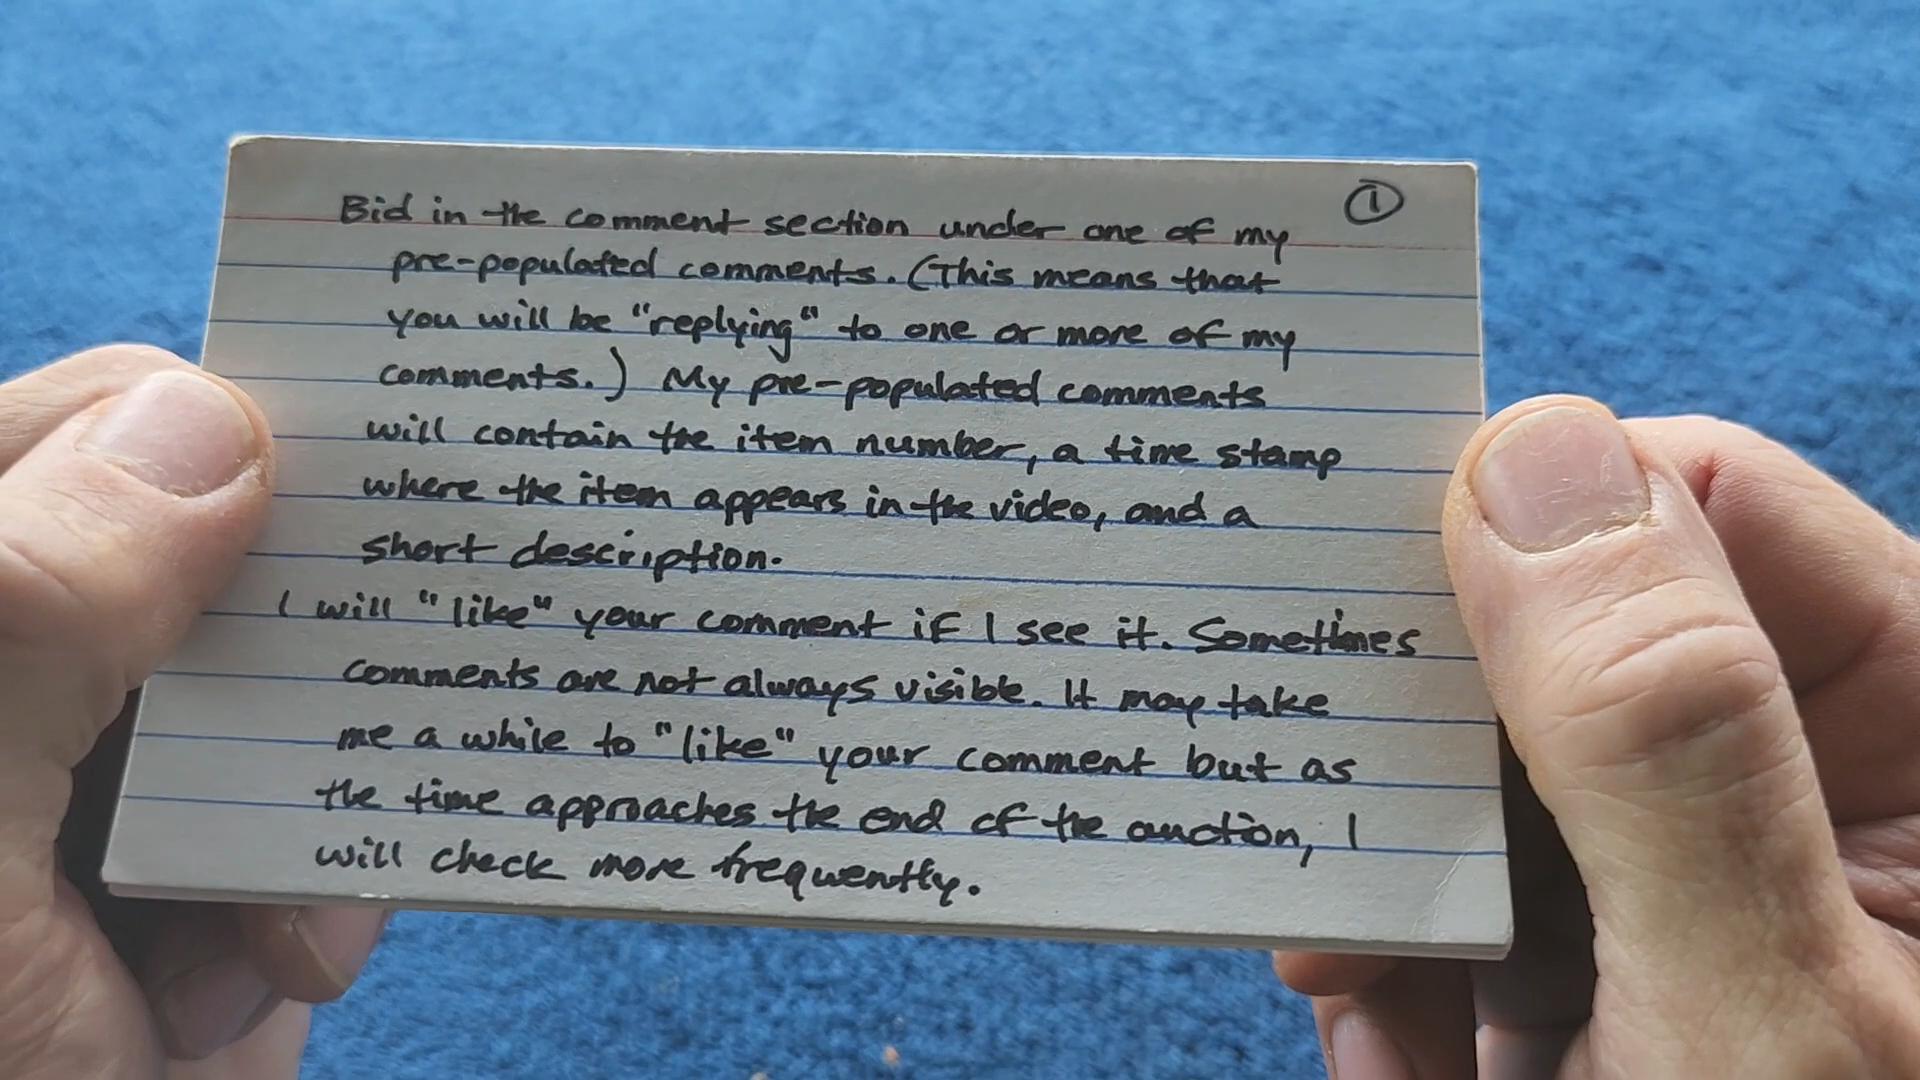 ①
Bid in the comment section under one of my
pre-populated comments. (This means that
you will be "replying" to one or more of my
comments.) My pre-populated comments
will contain the item number, a time stamp
where the item appears in the video, and a
short description.
I will "like" your comment if I see it. Sometimes
comments are not always visible. It may take
me a while to "like" your comment but as
the time approaches the end of the auction, I
will check more frequently.